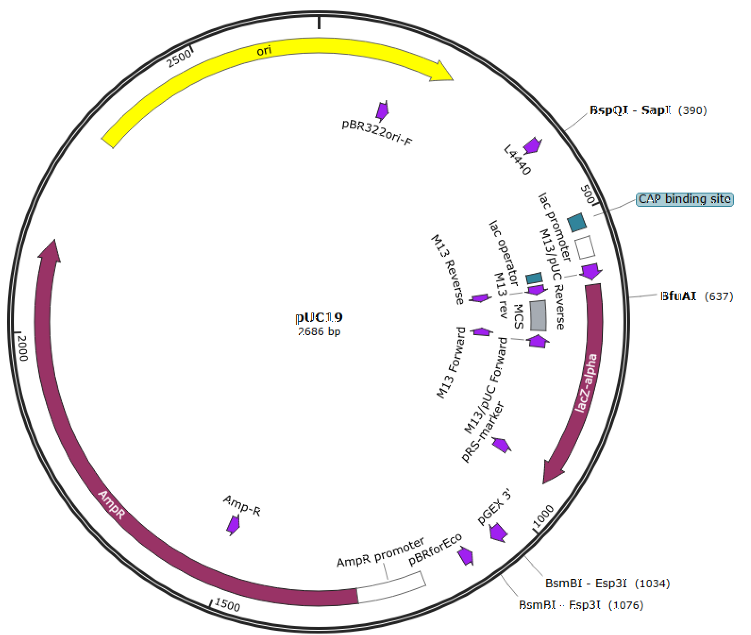 ori
2500
pBR322ori-F
BspQI - SapI (390)
L4440
500
CAP binding site
lac promoter
M13/pUC Reverse
lac operator
M13 rev
M13 Reverse
MCS
BfuAI (637)
pUC19
2686 bp
2000
M13 Forward
M13/pUC Forward
lacZ-alpha
pRS-marker
AmpR
Amp-R
pGEX 3'
1000
AmpR promoter
pBRforEco
BsmBI - Esp3I (1034)
BsmBI - Esp3I (1076)
1500